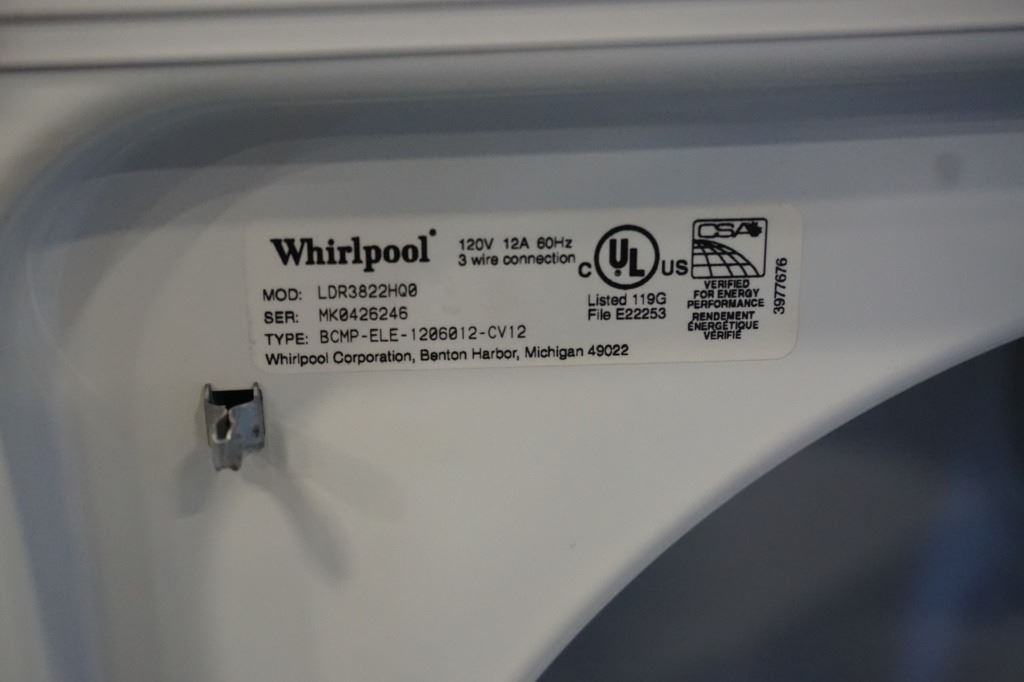 Whirlpool®
120V 12A 60Hz
3 wire connection
MOD: LDR3822HQ0
SER: MK0426246
TYPE: BCMP-ELE-1206012-CV12
Whirlpool Corporation, Benton Harbor, Michigan 49022
C UL US
Listed 119G
File E22253
CSA
VERIFIED
FOR ENERGY
PERFORMANCE
RENDEMENT
ÉNERGÉTIQUE
VÉRIFIÉ
3977676